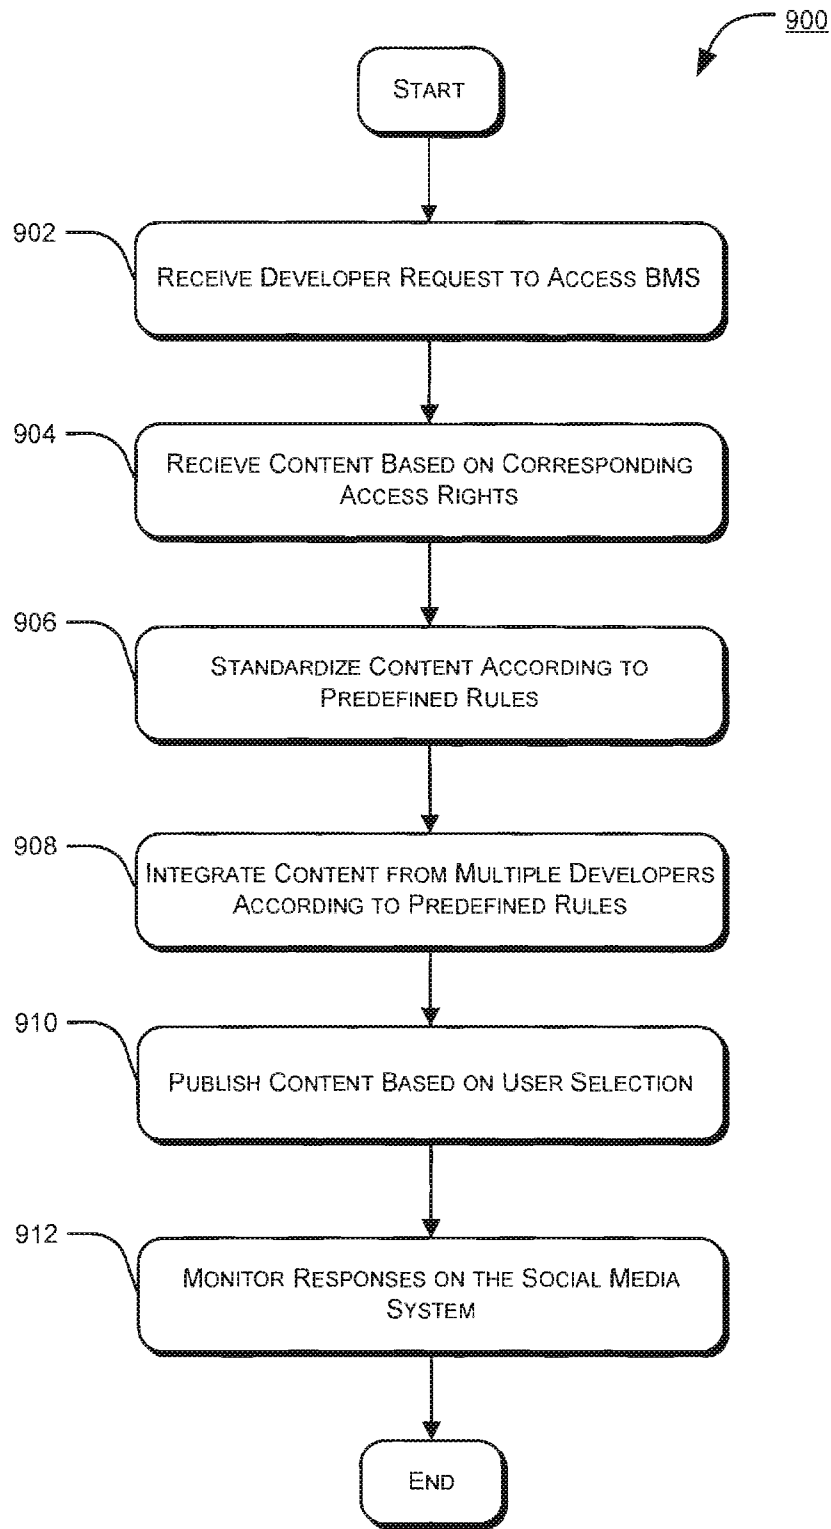 900
START
902
RECEIVE DEVELOPER REQUEST TO ACCESS BMS
904
RECIEVE CONTENT BASED ON CORRESPONDING
ACCESS RIGHTS
906
STANDARDIZE CONTENT ACCORDING TO
PREDEFINED RULES
908
INTEGRATE CONTENT FROM MULTIPLE DEVELOPERS
ACCORDING TO PREDEFINED RULES
910
PUBLISH CONTENT BASED ON USER SELECTION
912
MONITOR RESPONSES ON THE SOCIAL MEDIA
SYSTEM
END